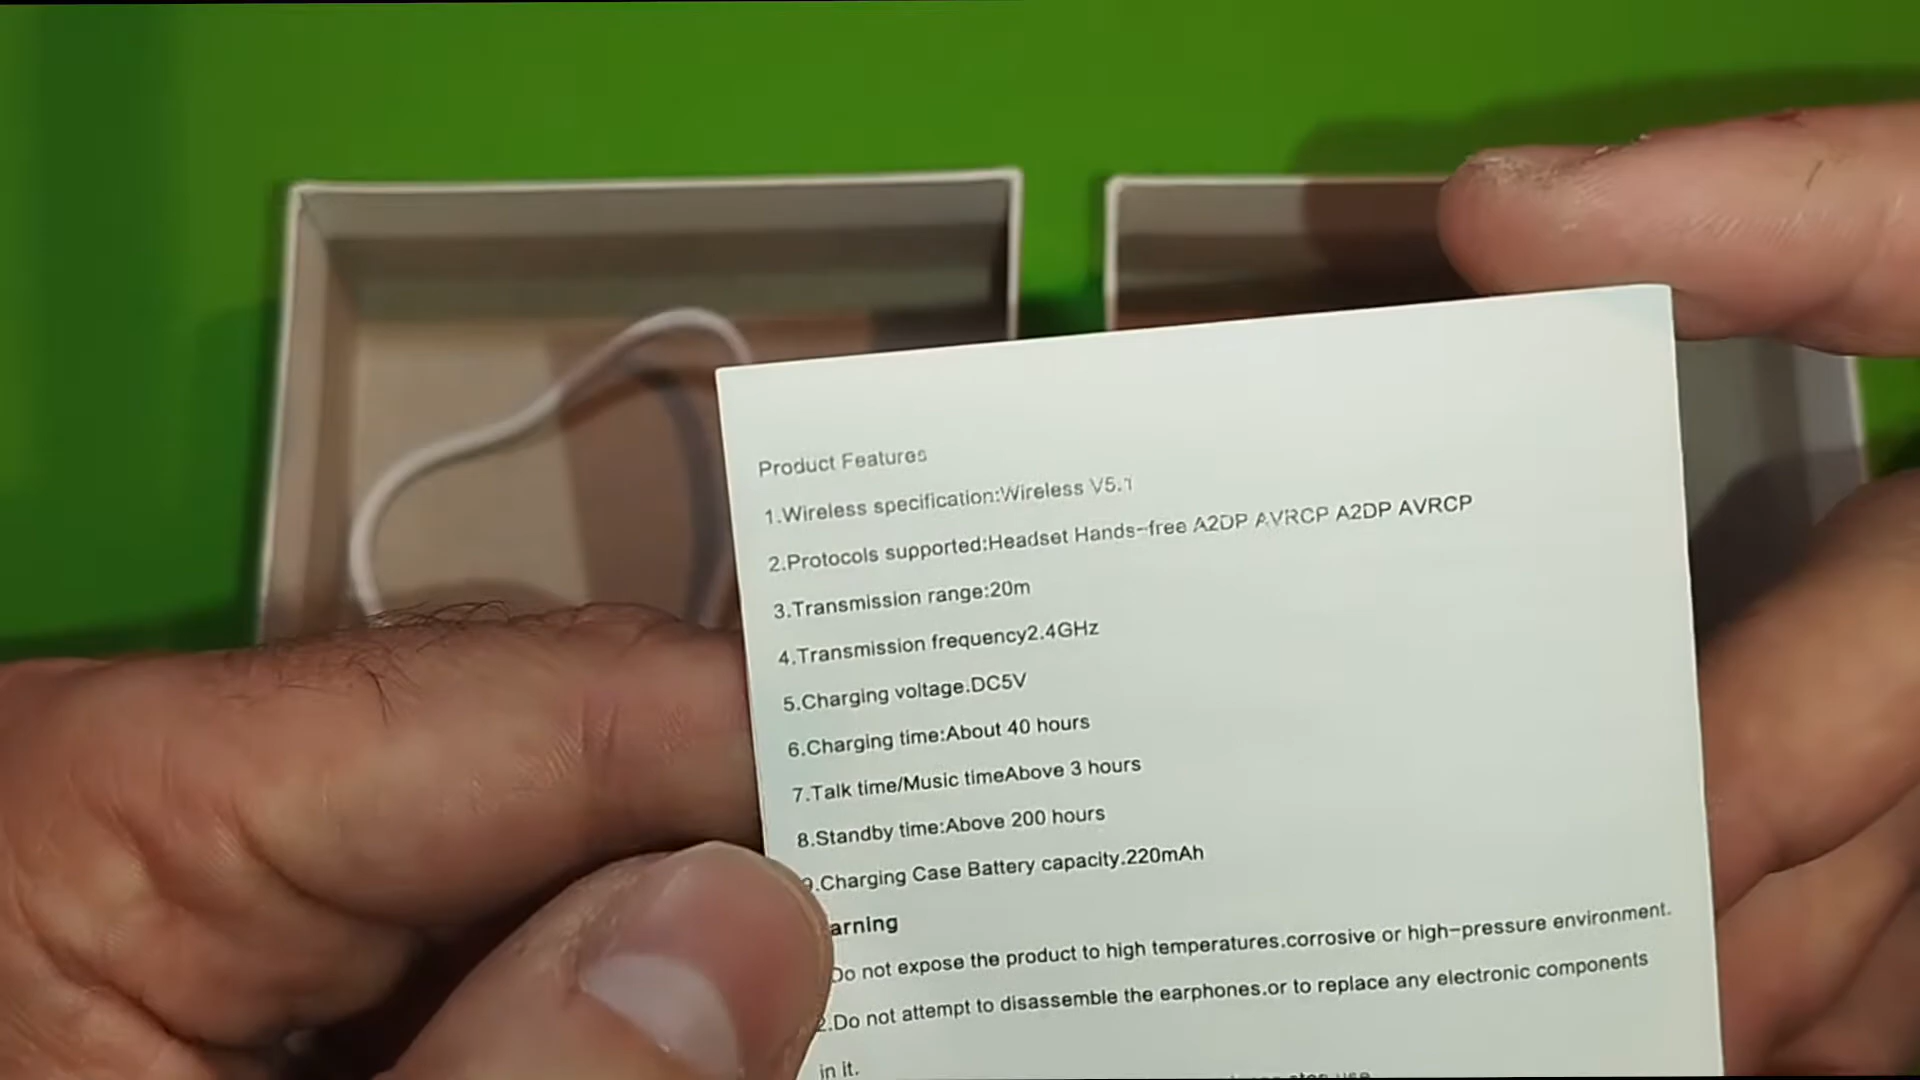 Product Features
1.Wireless specification:Wireless V5.1
2.Protocols supported:Headset Hands-free A2DP AVRCP A2DP AVRCP
3.Transmission range:20m
4.Transmission frequency2.4GHz
5.Charging voltage.DC5V
6.Charging time:About 40 hours
7.Talk time/Music timeAbove 3 hours
8.Standby time:Above 200 hours
9.Charging Case Battery capacity.220mAh
arning
Do not expose the product to high temperatures.corrosive or high-pressure environment.
2.Do not attempt to disassemble the earphones.or to replace any electronic components
in it.
use